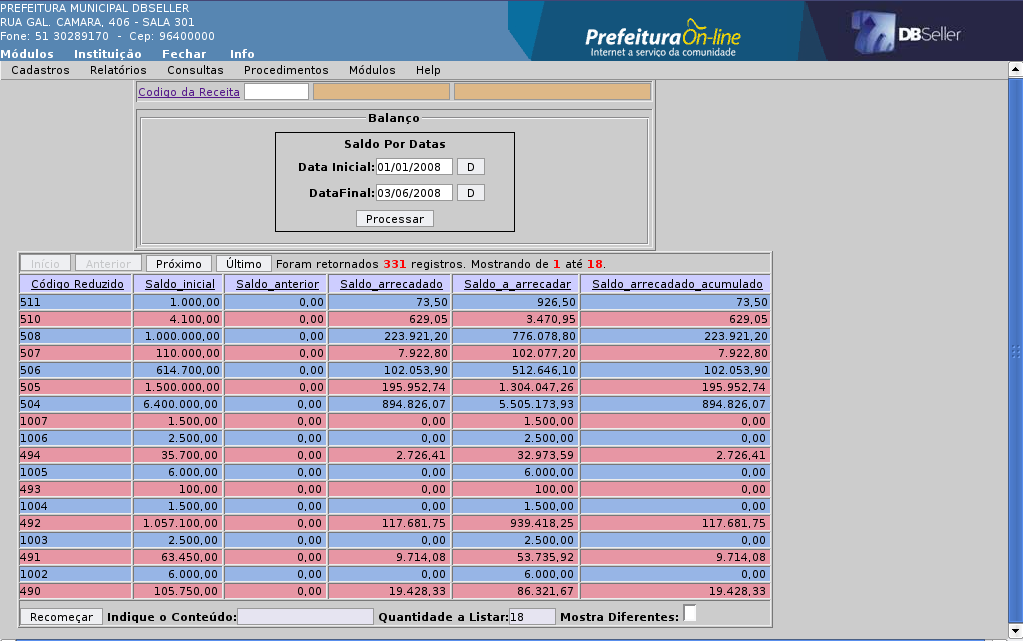 PREFEITURA MUNICIPAL DBSELLER
RUA GAL. CAMARA, 406 - SALA 301
Fone: 51 30289170 - Cep: 96400000
Prefeitura On-line
Internet a serviço da comunidade
DBSeller
Módulos Instituição Fechar Info
Cadastros Relatórios Consultas Procedimentos Módulos Help
Codigo da Receita
Balanço
Saldo Por Datas
Data Inicial: 01/01/2008 D
DataFinal: 03/06/2008 D
Processar
Início Anterior Próximo Último Foram retornados 331 registros. Mostrando de 1 até 18.
Código Reduzido Saldo_inicial Saldo_anterior Saldo_arrecadado Saldo_a_arrecadar Saldo_arrecadado_acumulado
511 1.000,00 0,00 73,50 926,50 73,50
510 4.100,00 0,00 629,05 3.470,95 629,05
508 1.000.000,00 0,00 223.921,20 776.078,80 223.921,20
507 110.000,00 0,00 7.922,80 102.077,20 7.922,80
506 614.700,00 0,00 102.053,90 512.646,10 102.053,90
505 1.500.000,00 0,00 195.952,74 1.304.047,26 195.952,74
504 6.400.000,00 0,00 894.826,07 5.505.173,93 894.826,07
1007 1.500,00 0,00 0,00 1.500,00 0,00
1006 2.500,00 0,00 0,00 2.500,00 0,00
494 35.700,00 0,00 2.726,41 32.973,59 2.726,41
1005 6.000,00 0,00 0,00 6.000,00 0,00
493 100,00 0,00 0,00 100,00 0,00
1004 1.500,00 0,00 0,00 1.500,00 0,00
492 1.057.100,00 0,00 117.681,75 939.418,25 117.681,75
1003 2.500,00 0,00 0,00 2.500,00 0,00
491 63.450,00 0,00 9.714,08 53.735,92 9.714,08
1002 6.000,00 0,00 0,00 6.000,00 0,00
490 105.750,00 0,00 19.428,33 86.321,67 19.428,33
Recomeçar Indique o Conteúdo: Quantidade a Listar: 18 Mostra Diferentes: